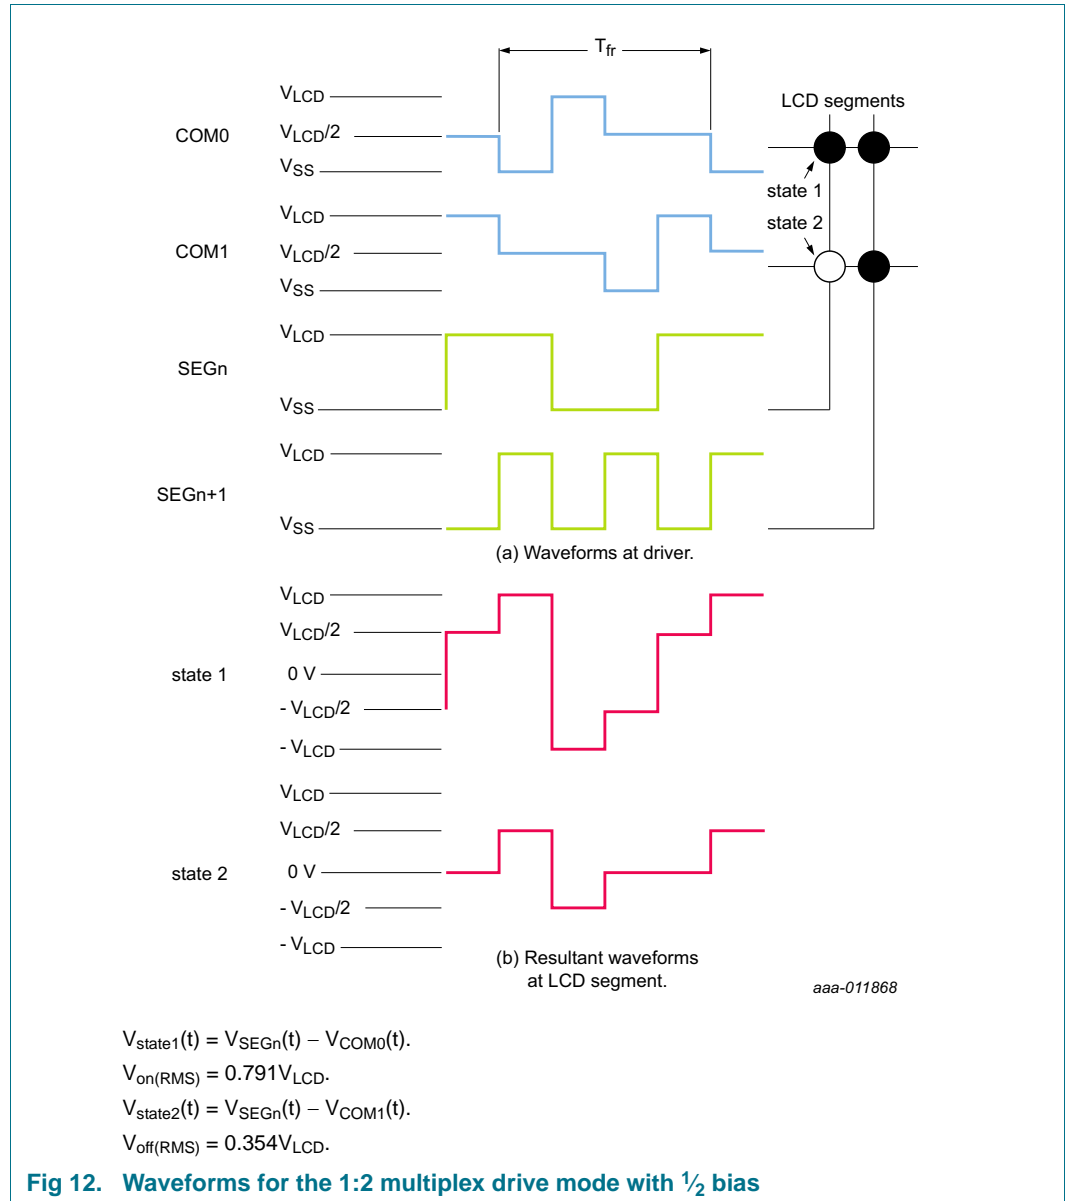 T_fr
V_LCD
COM0
V_LCD/2
V_SS
LCD segments
state 1
V_LCD
COM1
V_LCD/2
V_SS
state 2
V_LCD
SEGn
V_SS
V_LCD
SEGn+1
V_SS
(a) Waveforms at driver.
V_LCD
V_LCD/2
state 1
0 V
- V_LCD/2
- V_LCD
V_LCD
V_LCD/2
state 2
0 V
- V_LCD/2
- V_LCD
(b) Resultant waveforms
at LCD segment.
aaa-011868
V_state1(t) = V_SEGn(t) − V_COM0(t).
V_on(RMS) = 0.791V_LCD.
V_state2(t) = V_SEGn(t) − V_COM1(t).
V_off(RMS) = 0.354V_LCD.
Fig 12. Waveforms for the 1:2 multiplex drive mode with 1⁄2 bias